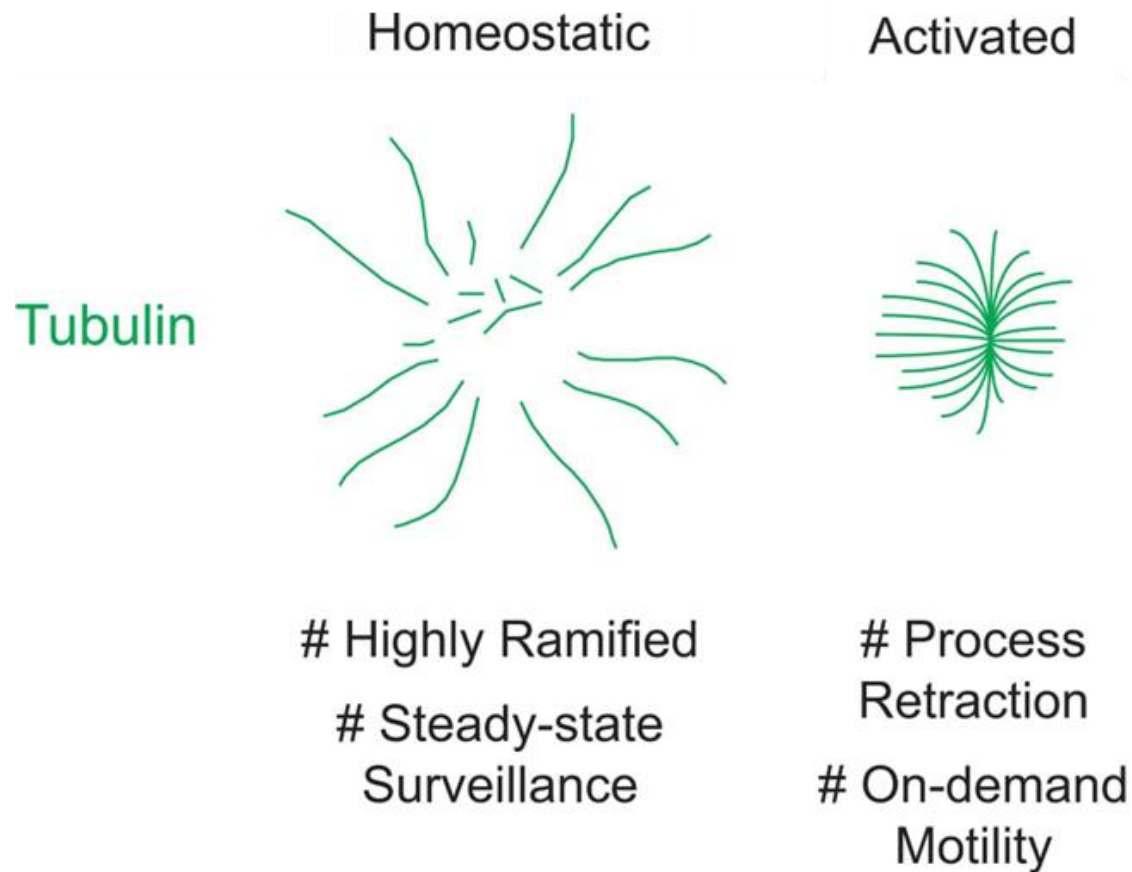 Homeostatic
Activated
Tubulin
# Highly Ramified
# Steady-state
Surveillance
# Process
Retraction
# On-demand
Motility